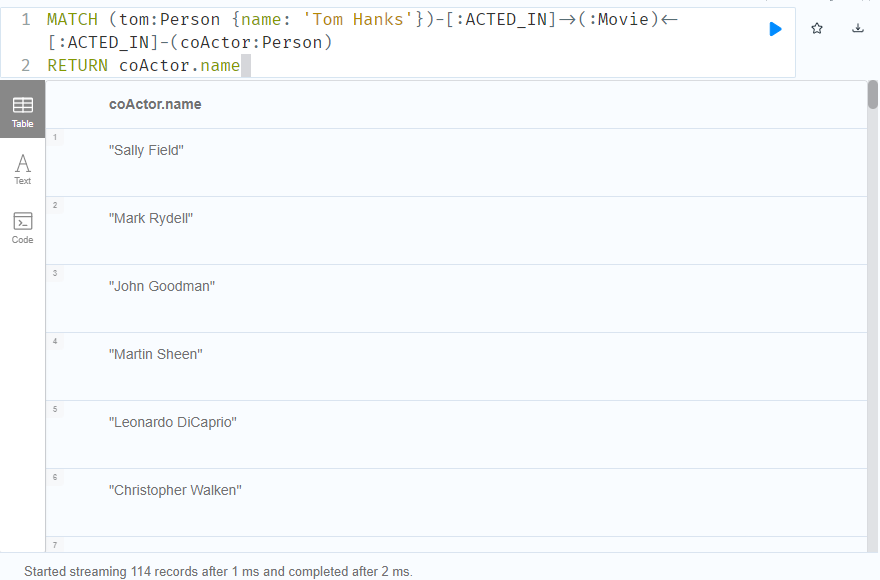 1 MATCH (tom:Person {name: 'Tom Hanks'})-[:ACTED_IN]->(:Movie)<-
[:ACTED_IN]-(coActor:Person)
2 RETURN coActor.name
Table
Text
Code
coActor.name
1
"Sally Field"
2
"Mark Rydell"
3
"John Goodman"
4
"Martin Sheen"
5
"Leonardo DiCaprio"
6
"Christopher Walken"
7
Started streaming 114 records after 1 ms and completed after 2 ms.